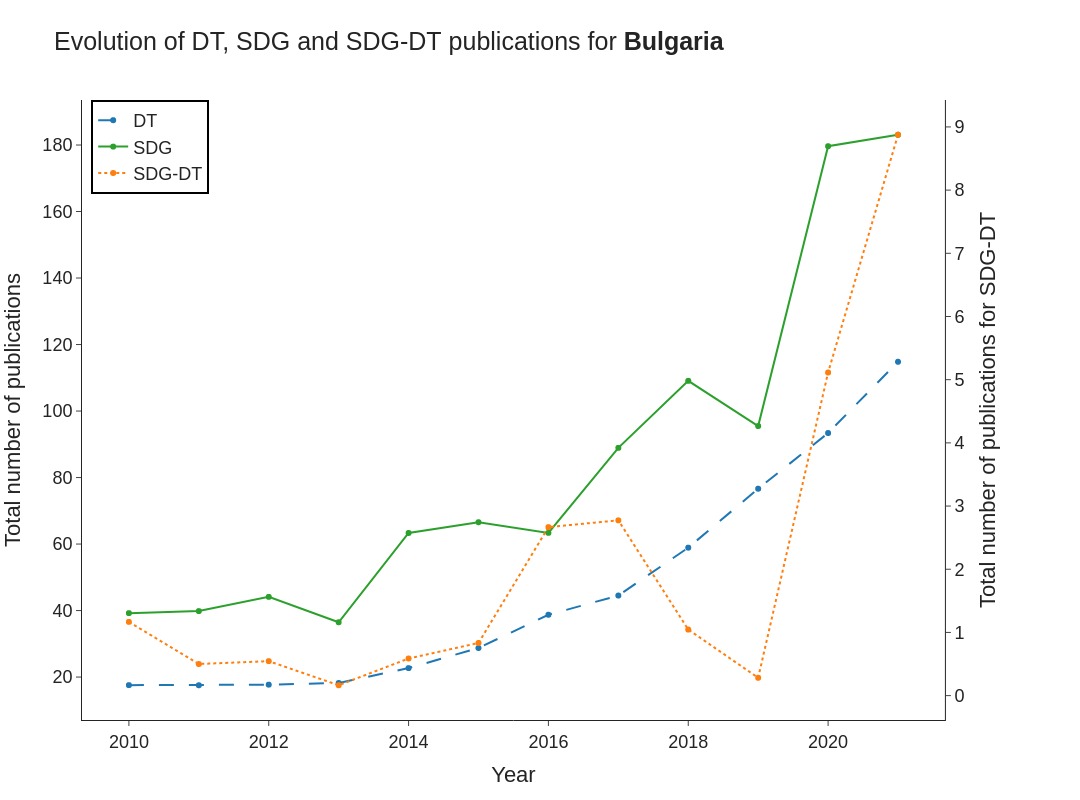 Evolution of DT, SDG and SDG-DT publications for Bulgaria
DT
SDG
SDG-DT
Total number of publications
180
160
140
120
100
80
60
40
20
9
8
7
6
5
4
3
2
1
0
Total number of publications for SDG-DT
2010 2012 2014 2016 2018 2020
Year